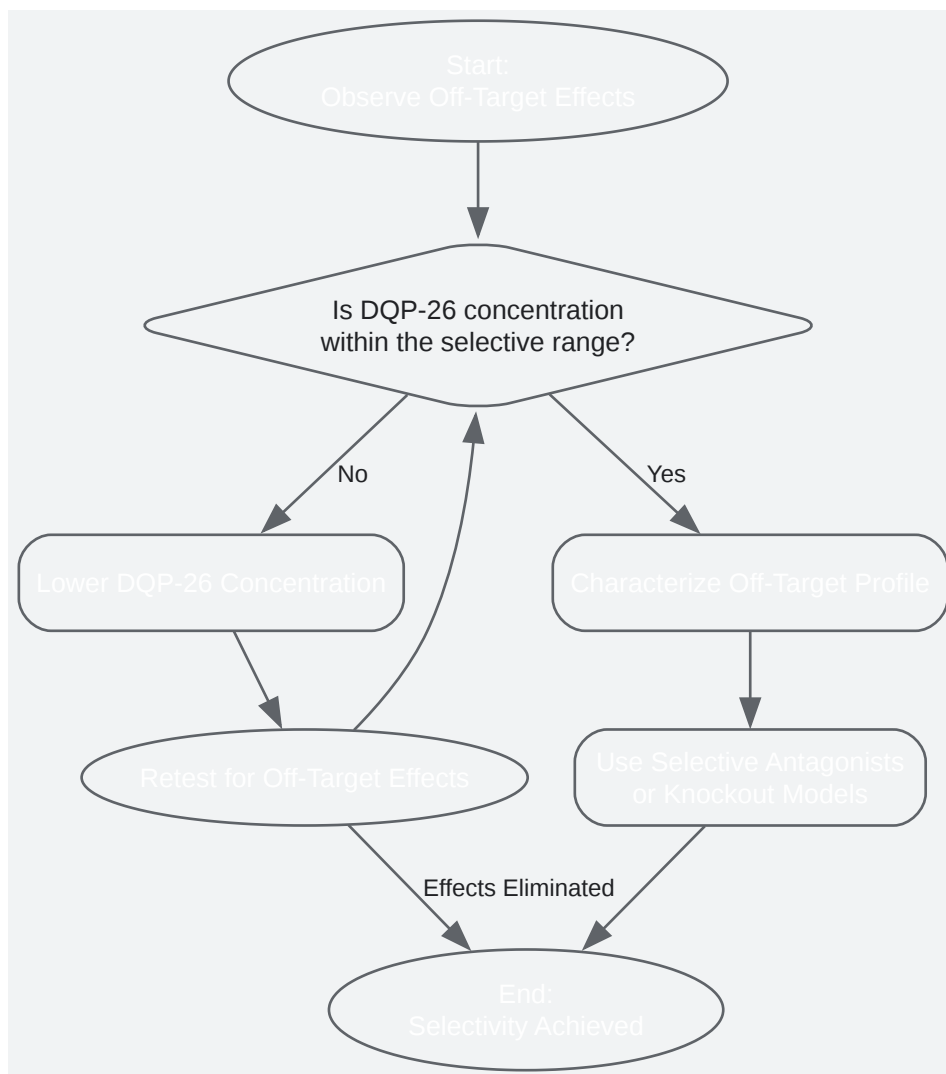 Start:
Observe Off-Target Effects
Is DQP-26 concentration
within the selective range?
No
Yes
Lower DQP-26 Concentration
Characterize Off-Target Profile
Retest for Off-Target Effects
Use Selective Antagonists
or Knockout Models
Effects Eliminated
End:
Selectivity Achieved